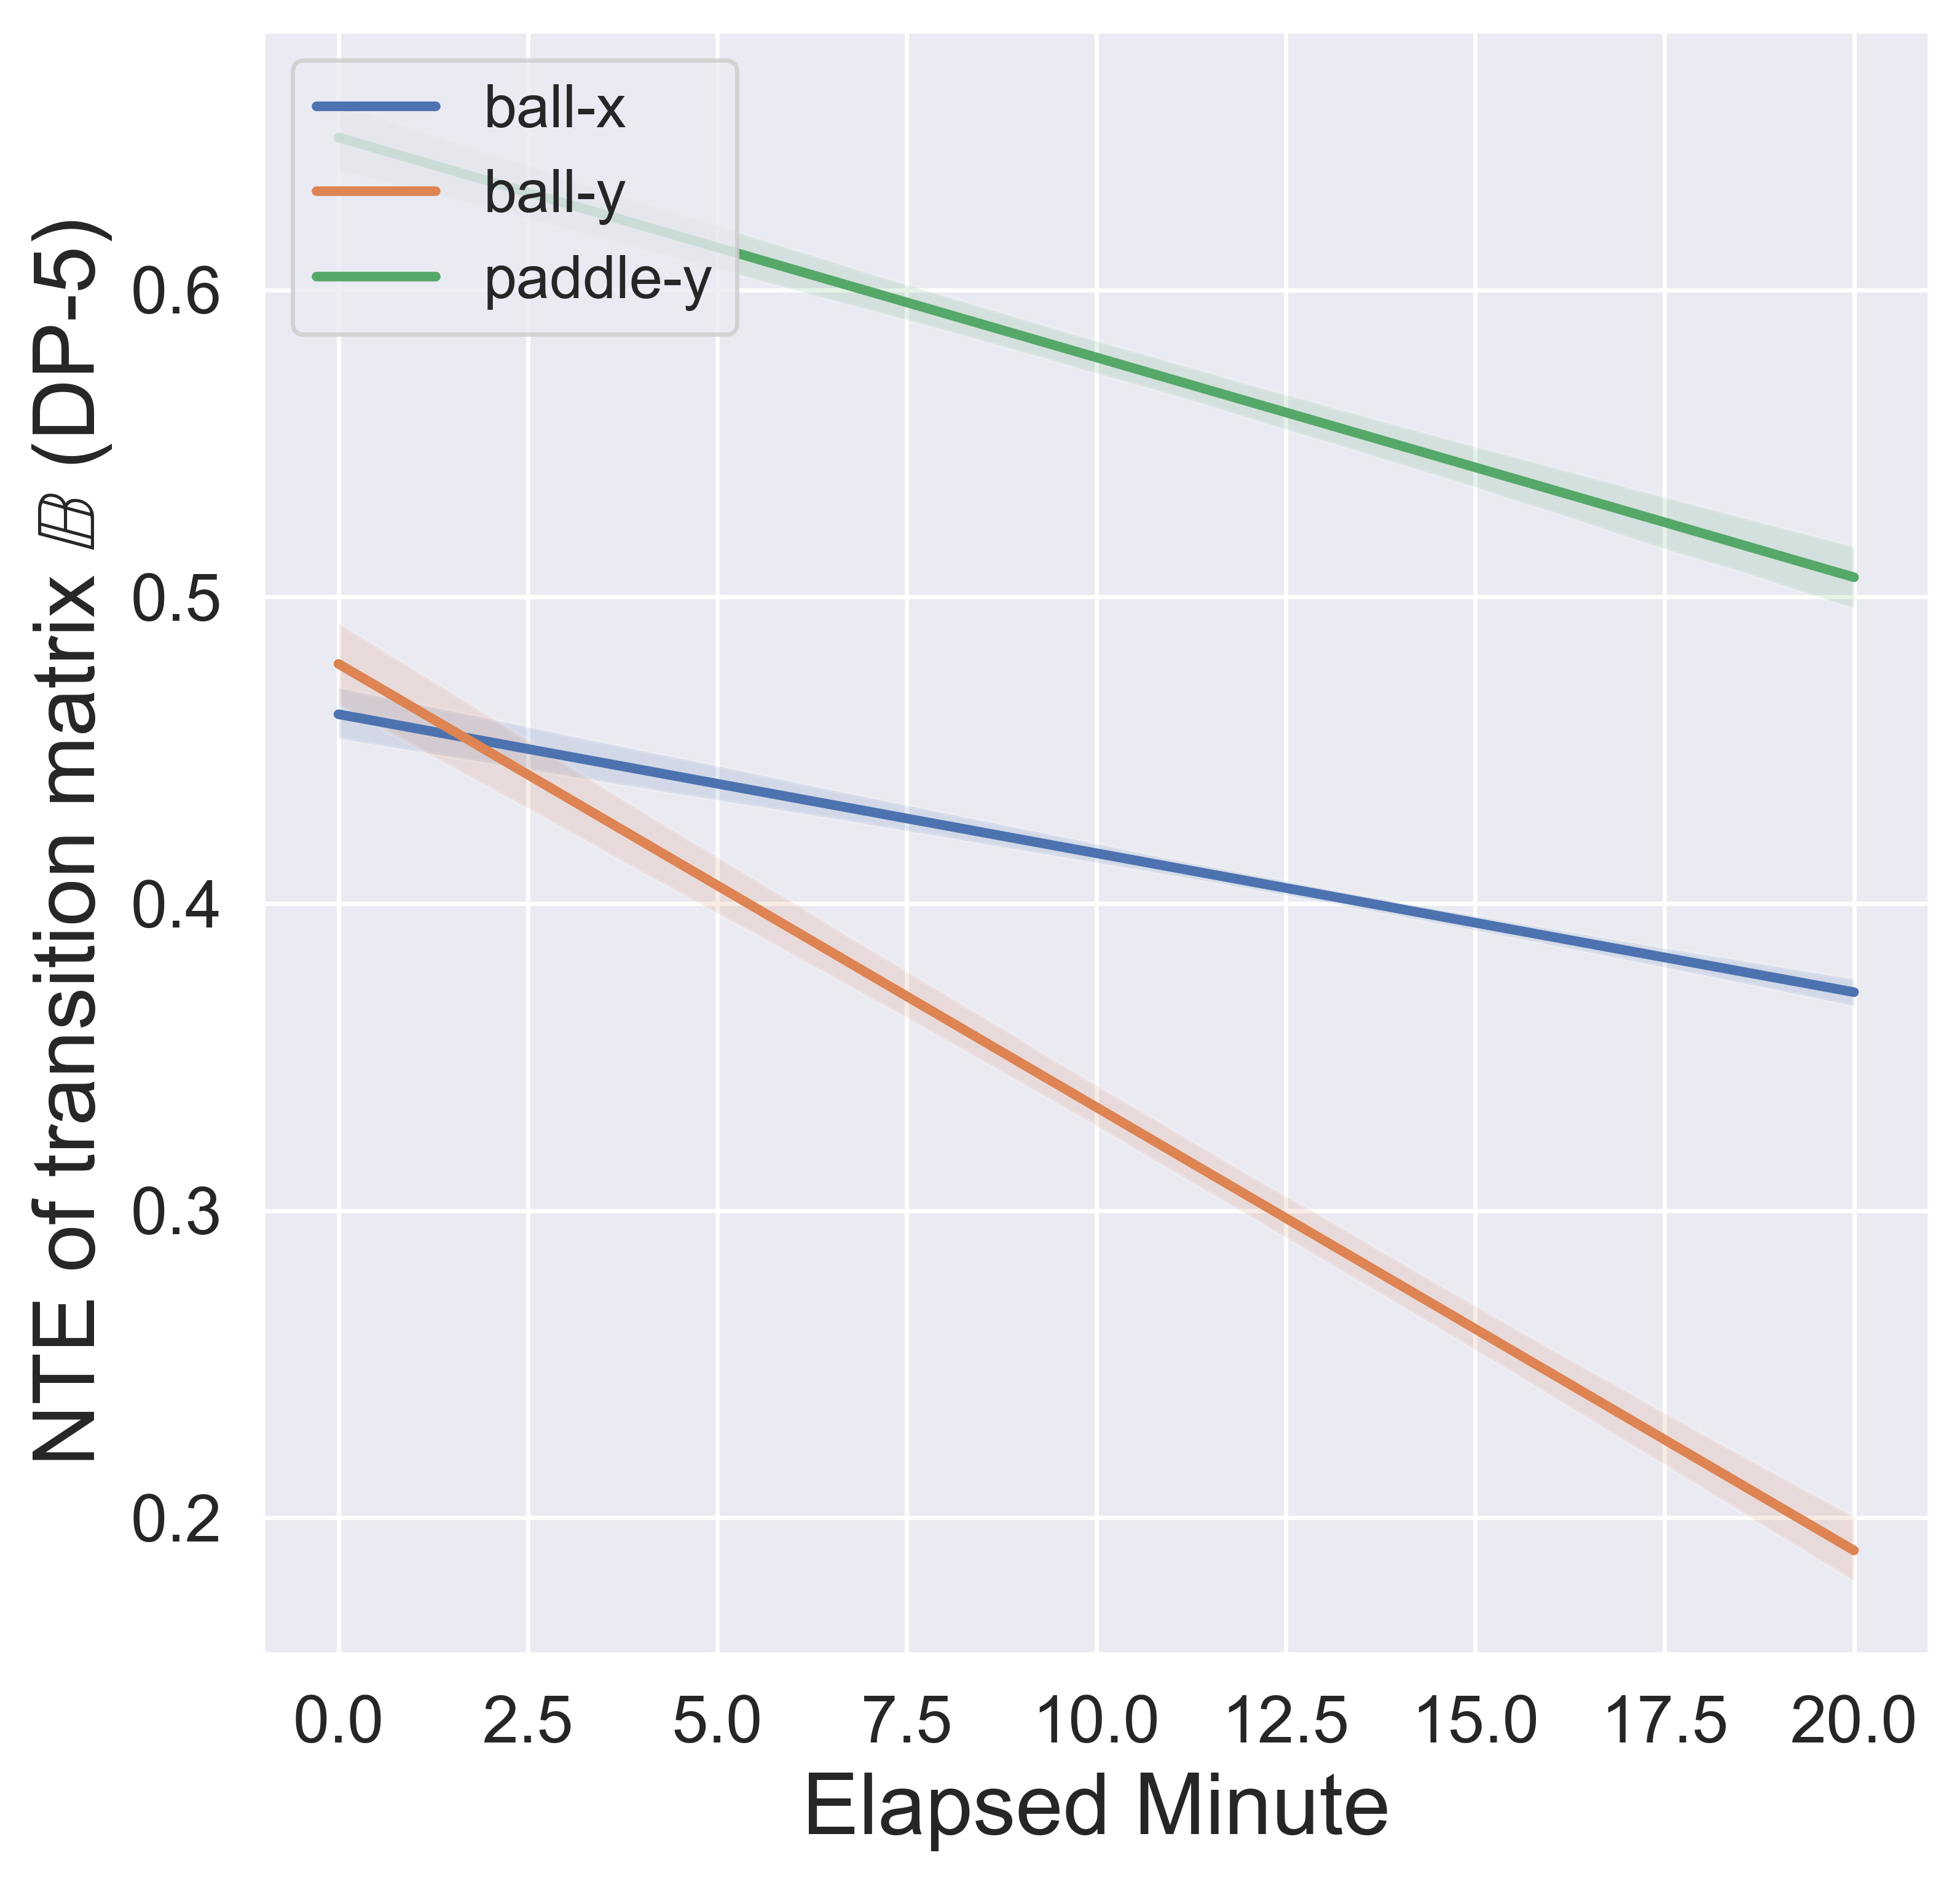 ball-x
ball-y
paddle-y
NTE of transition matrix 𝔹 (DP-5)
0.6
0.5
0.4
0.3
0.2
0.0 2.5 5.0 7.5 10.0 12.5 15.0 17.5 20.0
Elapsed Minute